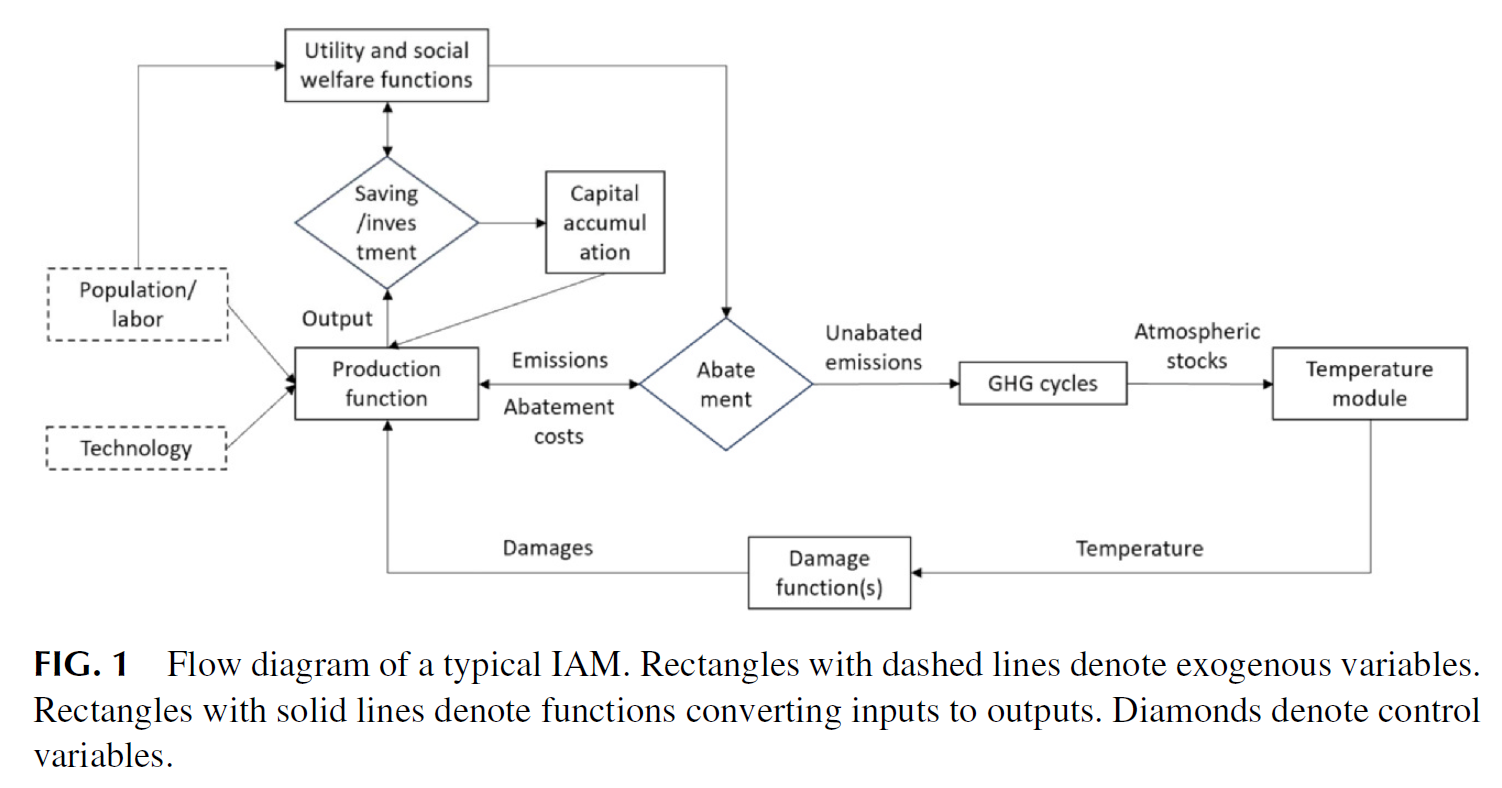 Utility and social
welfare functions
Saving
/inves
tment
Capital
accumul
ation
Population/
labor
Output
Technology
Production
function
Emissions
Abatement
costs
Abate
ment
Unabated
emissions
GHG cycles
Atmospheric
stocks
Temperature
module
Damages
Damage
function(s)
Temperature
FIG. 1 Flow diagram of a typical IAM. Rectangles with dashed lines denote exogenous variables.
Rectangles with solid lines denote functions converting inputs to outputs. Diamonds denote control
variables.